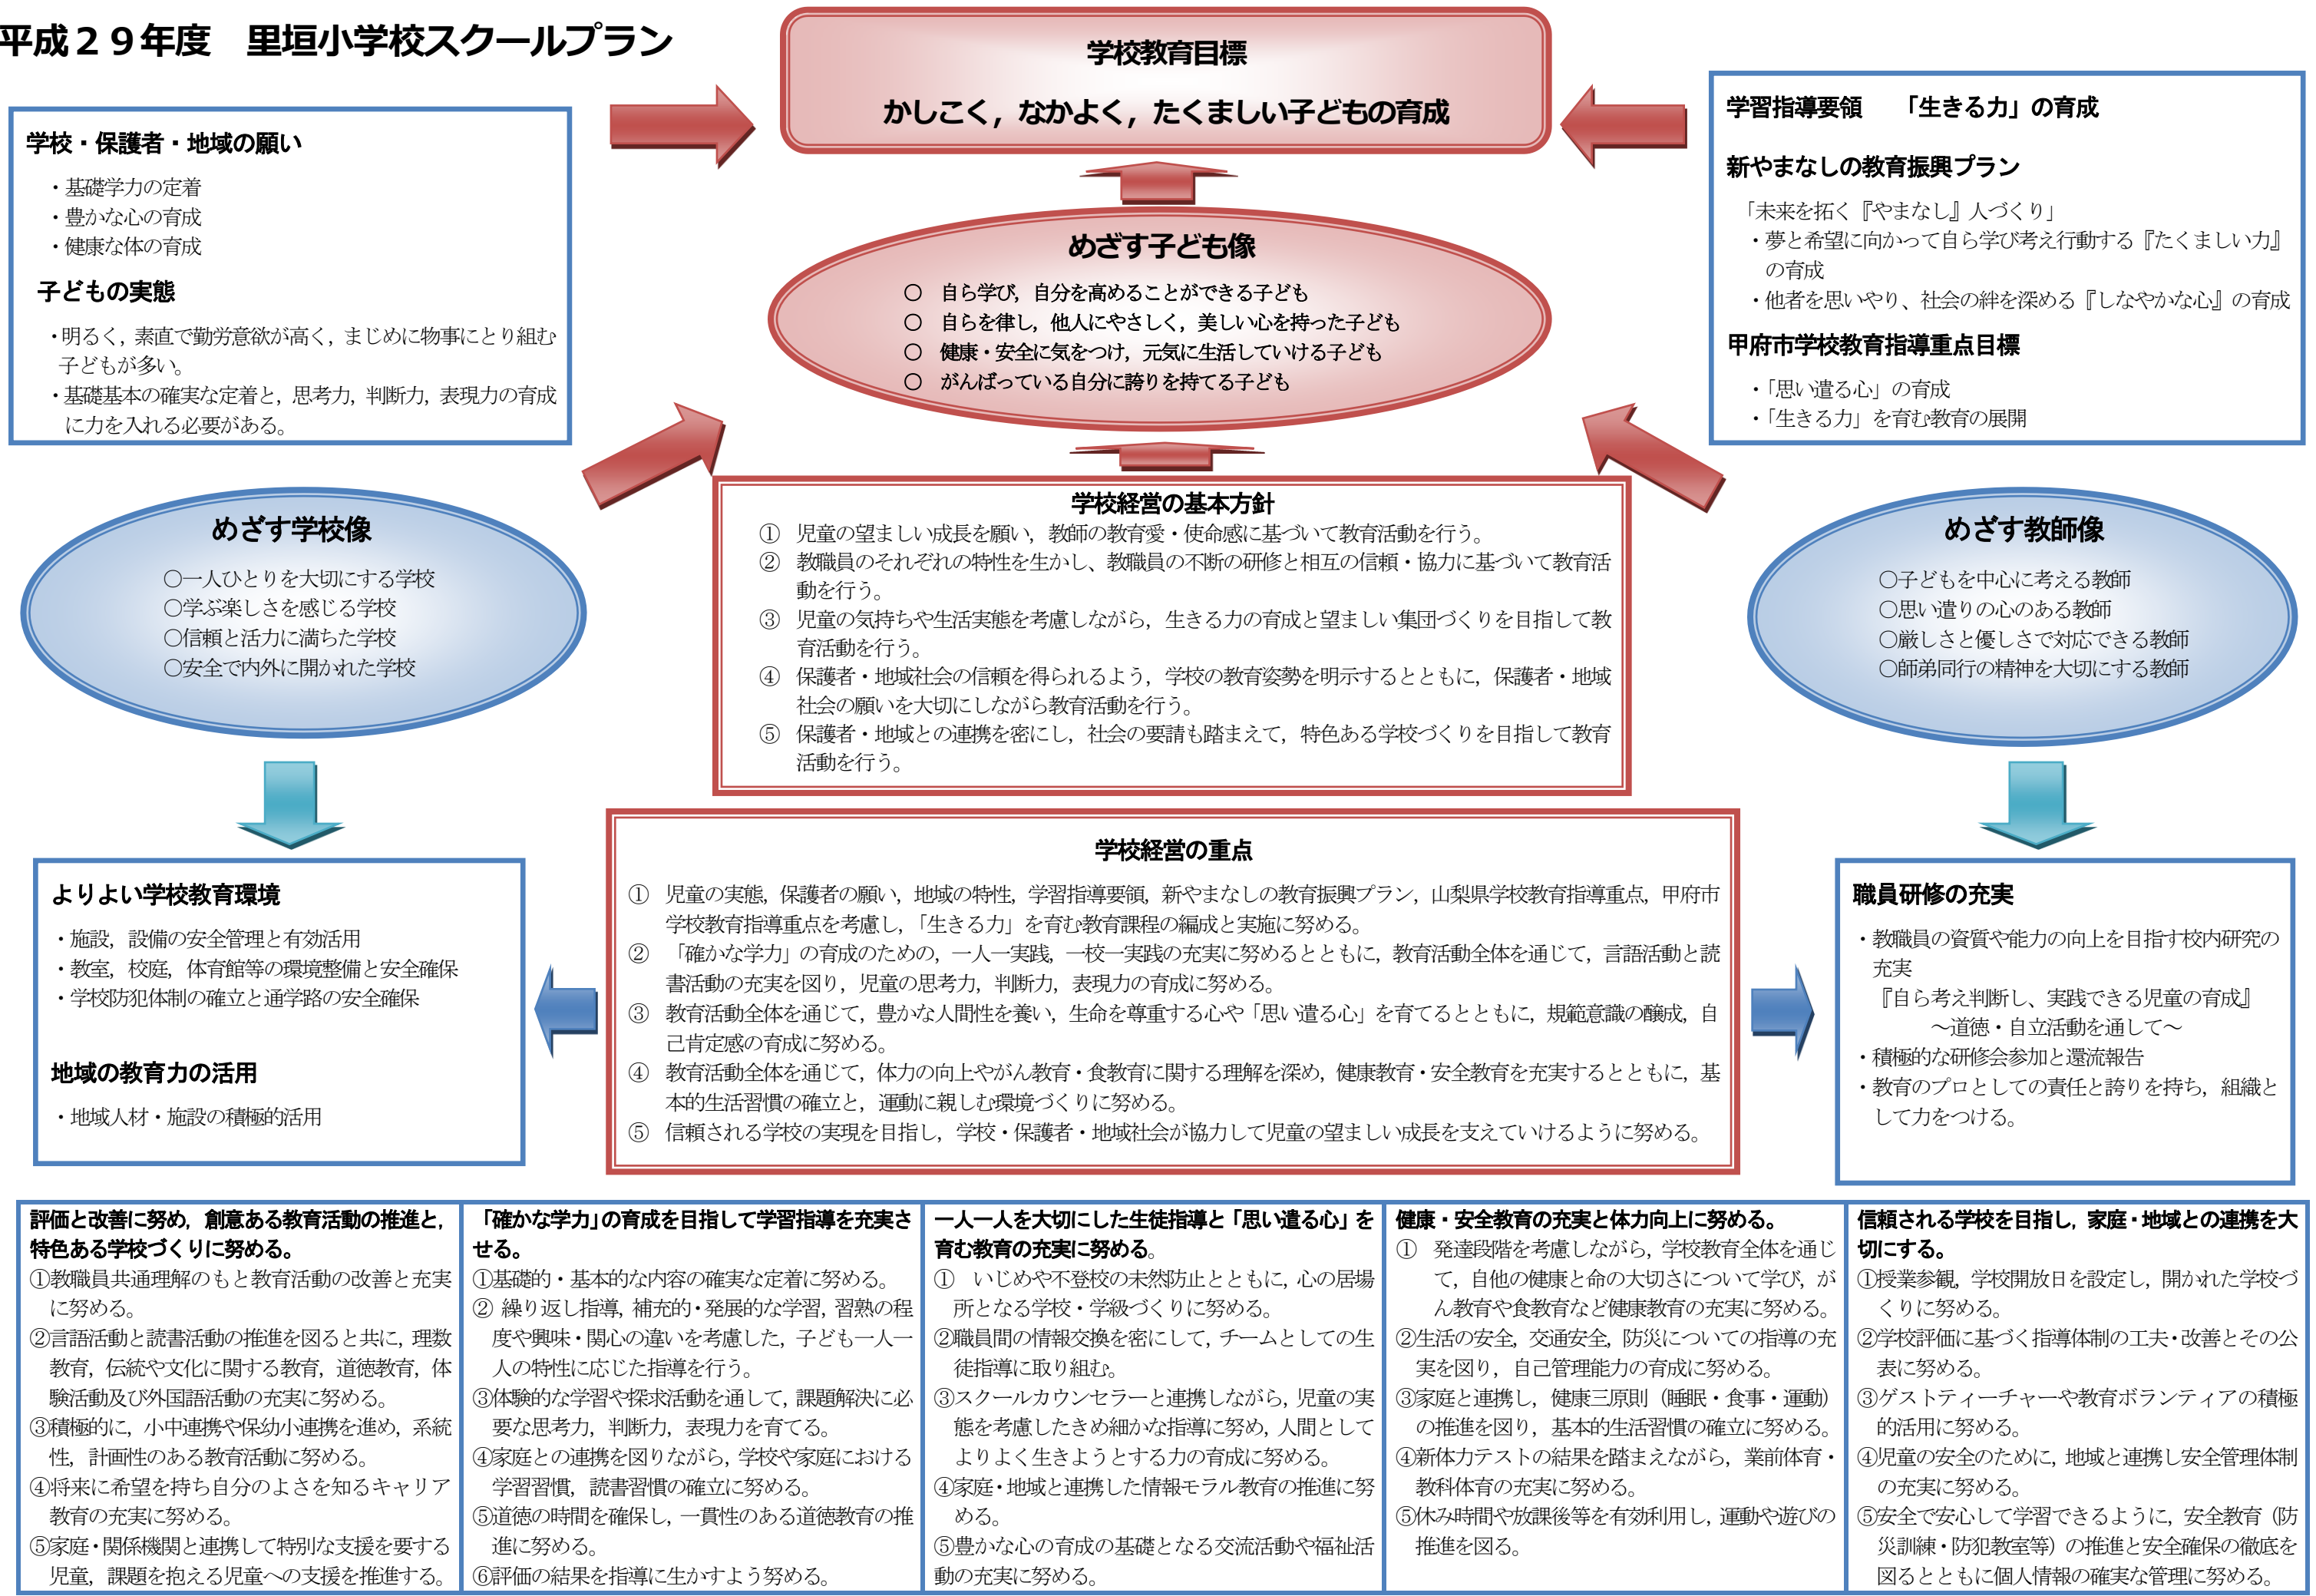 平成２９年度　里垣小学校スクールプラン
学校教育目標
かしこく，なかよく，たくましい子どもの育成
学校・保護者・地域の願い
・基礎学力の定着
・豊かな心の育成
・健康な体の育成
子どもの実態
・明るく，素直で勤労意欲が高く，まじめに物事にとり組む
子どもが多い。
・基礎基本の確実な定着と，思考力，判断力，表現力の育成
に力を入れる必要がある。
学習指導要領　「生きる力」の育成
新やまなしの教育振興プラン
「未来を拓く『やまなし』人づくり」
・夢と希望に向かって自ら学び考え行動する『たくましい力』
の育成
・他者を思いやり、社会の絆を深める『しなやかな心』の育成
甲府市学校教育指導重点目標
・「思い遣る心」の育成
・「生きる力」を育む教育の展開
めざす子ども像
○　自ら学び，自分を高めることができる子ども
○　自らを律し，他人にやさしく，美しい心を持った子ども
○　健康・安全に気をつけ，元気に生活していける子ども
○　がんばっている自分に誇りを持てる子ども
めざす学校像
○一人ひとりを大切にする学校
○学ぶ楽しさを感じる学校
○信頼と活力に満ちた学校
○安全で内外に開かれた学校
学校経営の基本方針
①　児童の望ましい成長を願い，教師の教育愛・使命感に基づいて教育活動を行う。
②　教職員のそれぞれの特性を生かし、教職員の不断の研修と相互の信頼・協力に基づいて教育活
動を行う。
③　児童の気持ちや生活実態を考慮しながら，生きる力の育成と望ましい集団づくりを目指して教
育活動を行う。
④　保護者・地域社会の信頼を得られるよう，学校の教育姿勢を明示するとともに，保護者・地域
社会の願いを大切にしながら教育活動を行う。
⑤　保護者・地域との連携を密にし，社会の要請も踏まえて，特色ある学校づくりを目指して教育
活動を行う。
めざす教師像
○子どもを中心に考える教師
○思い遣りの心のある教師
○厳しさと優しさで対応できる教師
○師弟同行の精神を大切にする教師
よりよい学校教育環境
・施設，設備の安全管理と有効活用
・教室，校庭，体育館等の環境整備と安全確保
・学校防犯体制の確立と通学路の安全確保
地域の教育力の活用
・地域人材・施設の積極的活用
学校経営の重点
①　児童の実態，保護者の願い，地域の特性，学習指導要領，新やまなしの教育振興プラン，山梨県学校教育指導重点，甲府市
学校教育指導重点を考慮し，「生きる力」を育む教育課程の編成と実施に努める。
②　「確かな学力」の育成のための，一人一実践，一校一実践の充実に努めるとともに，教育活動全体を通じて，言語活動と読
書活動の充実を図り，児童の思考力，判断力，表現力の育成に努める。
③　教育活動全体を通じて，豊かな人間性を養い，生命を尊重する心や「思い遣る心」を育てるとともに，規範意識の醸成，自
己肯定感の育成に努める。
④　教育活動全体を通じて，体力の向上やがん教育・食教育に関する理解を深め，健康教育・安全教育を充実するとともに，基
本的生活習慣の確立と，運動に親しむ環境づくりに努める。
⑤　信頼される学校の実現を目指し，学校・保護者・地域社会が協力して児童の望ましい成長を支えていけるように努める。
職員研修の充実
・教職員の資質や能力の向上を目指す校内研究の
充実
『自ら考え判断し、実践できる児童の育成』
～道徳・自立活動を通して～
・積極的な研修会参加と還流報告
・教育のプロとしての責任と誇りを持ち，組織と
して力をつける。
評価と改善に努め，創意ある教育活動の推進と，
特色ある学校づくりに努める。
①教職員共通理解のもと教育活動の改善と充実
に努める。
②言語活動と読書活動の推進を図ると共に，理数
教育，伝統や文化に関する教育，道徳教育，体
験活動及び外国語活動の充実に努める。
③積極的に，小中連携や保幼小連携を進め，系統
性，計画性のある教育活動に努める。
④将来に希望を持ち自分のよさを知るキャリア
教育の充実に努める。
⑤家庭・関係機関と連携して特別な支援を要する
児童，課題を抱える児童への支援を推進する。
「確かな学力」の育成を目指して学習指導を充実さ
せる。
①基礎的・基本的な内容の確実な定着に努める。
② 繰り返し指導，補充的・発展的な学習，習熟の程
度や興味・関心の違いを考慮した，子ども一人一
人の特性に応じた指導を行う。
③体験的な学習や探求活動を通して，課題解決に必
要な思考力，判断力，表現力を育てる。
④家庭との連携を図りながら，学校や家庭における
学習習慣，読書習慣の確立に努める。
⑤道徳の時間を確保し，一貫性のある道徳教育の推
進に努める。
⑥評価の結果を指導に生かすよう努める。
一人一人を大切にした生徒指導と「思い遣る心」を
育む教育の充実に努める。
①　いじめや不登校の未然防止とともに，心の居場
所となる学校・学級づくりに努める。
②職員間の情報交換を密にして，チームとしての生
徒指導に取り組む。
③スクールカウンセラーと連携しながら，児童の実
態を考慮したきめ細かな指導に努め，人間として
よりよく生きようとする力の育成に努める。
④家庭・地域と連携した情報モラル教育の推進に努
める。
⑤豊かな心の育成の基礎となる交流活動や福祉活
動の充実に努める。
健康・安全教育の充実と体力向上に努める。
①　発達段階を考慮しながら，学校教育全体を通じ
て，自他の健康と命の大切さについて学び，が
ん教育や食教育など健康教育の充実に努める。
②生活の安全，交通安全，防災についての指導の充
実を図り，自己管理能力の育成に努める。
③家庭と連携し，健康三原則（睡眠・食事・運動）
の推進を図り，基本的生活習慣の確立に努める。
④新体力テストの結果を踏まえながら，業前体育・
教科体育の充実に努める。
⑤休み時間や放課後等を有効利用し，運動や遊びの
推進を図る。
信頼される学校を目指し，家庭・地域との連携を大
切にする。
①授業参観，学校開放日を設定し，開かれた学校づ
くりに努める。
②学校評価に基づく指導体制の工夫・改善とその公
表に努める。
③ゲストティーチャーや教育ボランティアの積極
的活用に努める。
④児童の安全のために，地域と連携し安全管理体制
の充実に努める。
⑤安全で安心して学習できるように，安全教育（防
災訓練・防犯教室等）の推進と安全確保の徹底を
図るとともに個人情報の確実な管理に努める。